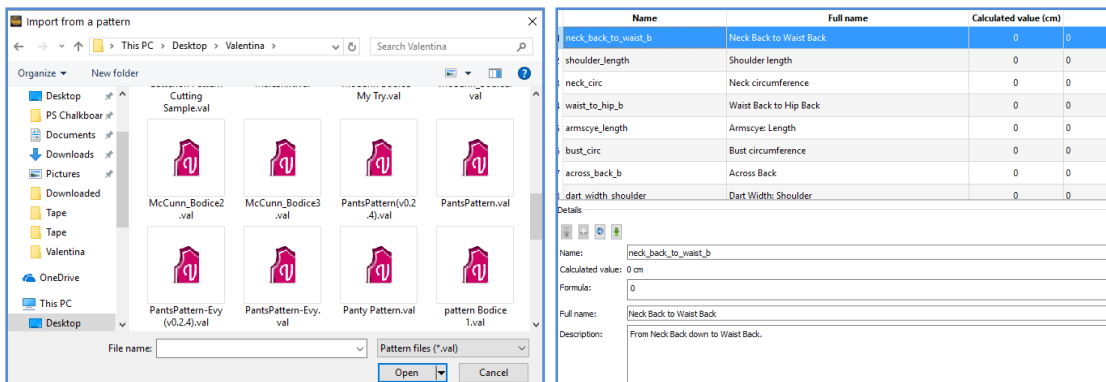 Import from a pattern
This PC > Desktop > Valentina >
Search Valentina
Organize
New folder
Desktop
PS Chalkboar
Documents
Downloads
Pictures
Downloaded
Tape
Tape
Valentina
OneDrive
This PC
Desktop
Cutting
Sample.val
My Try.val
val
McCunn_Bodice2
.val
McCunn_Bodice3
.val
PantsPattern(v0.2
.4).val
PantsPattern.val
PantsPattern-Evy
(v0.2.4).val
PantsPattern-Evy.
val
Panty Pattern.val
pattern Bodice
1.val
File name:
Pattern files (*.val)
Open
Cancel
Name Full name Calculated value (cm)
neck_back_to_waist_b Neck Back to Waist Back 0 0
2 shoulder_length Shoulder length 0 0
neck_circ Neck circumference 0 0
waist_to_hip_b Waist Back to Hip Back 0 0
armscye_length Armscye: Length 0 0
bust_circ Bust circumference 0 0
across_back_b Across Back 0 0
dart_width_shoulder Dart Width: Shoulder 0 0
Details
Name: neck_back_to_waist_b
Calculated value: 0 cm
Formula: 0
Full name: Neck Back to Waist Back
Description: From Neck Back down to Waist Back.